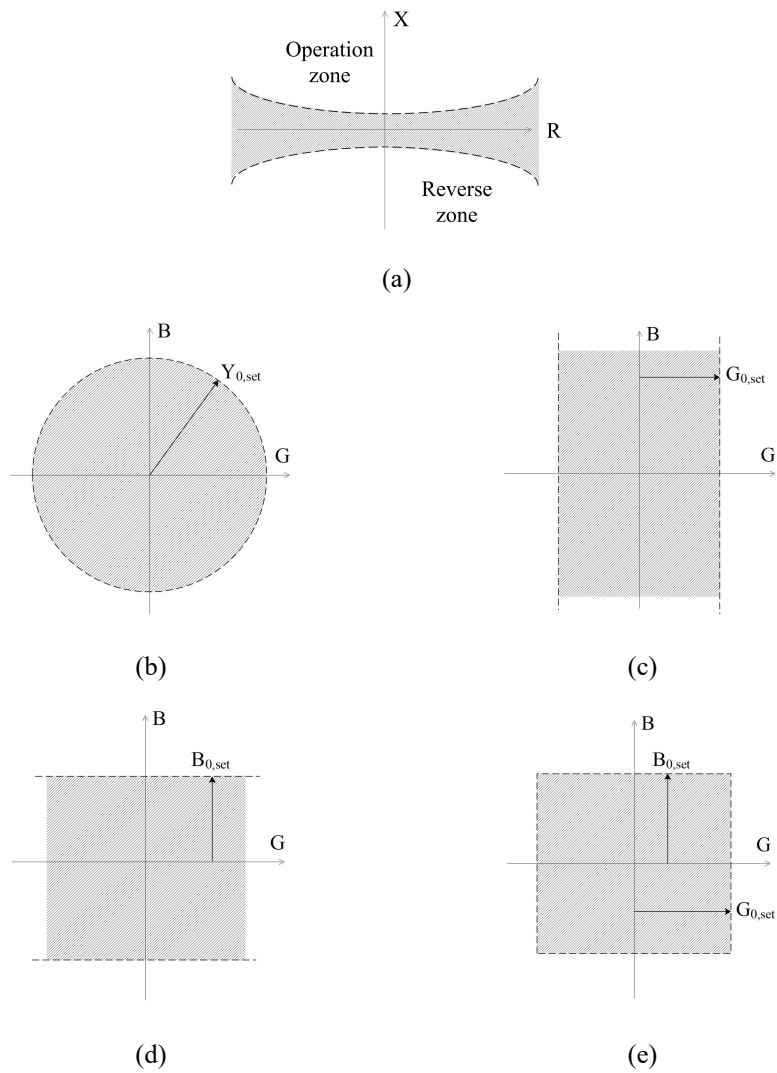 X
Operation
zone
R
Reverse
zone
(a)
B
Y0,set
G
(b)
B
G0,set
G
(c)
B
B0,set
G
(d)
B
B0,set
G
G0,set
(e)